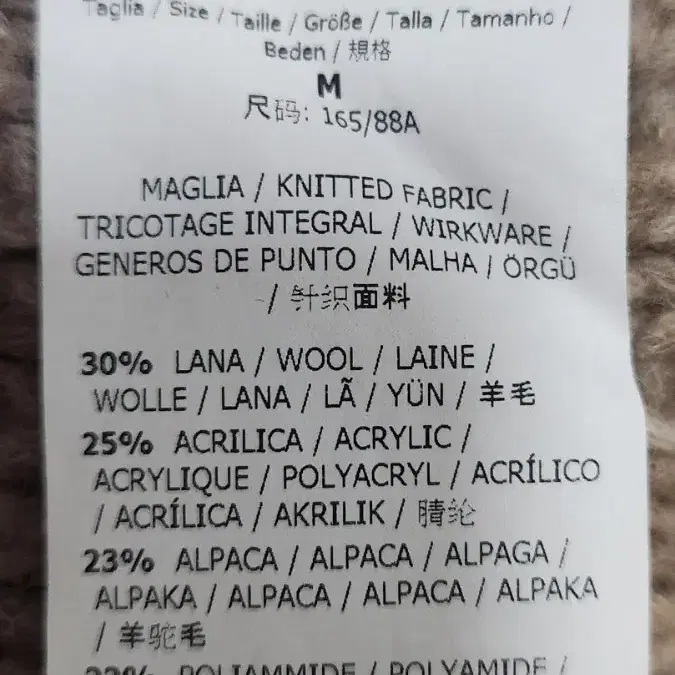 Taglia / Size / Taille / Größe / Talla / Tamanho /
Beden / 規格
M
尺码: 165/88A
MAGLIA / KNITTED FABRIC /
TRICOTAGE INTEGRAL / WIRKWARE /
GENEROS DE PUNTO / MALHA / ÖRGÜ
/ 针织面料
30% LANA / WOOL / LAINE /
WOLLE / LANA / LÃ / YÜN / 羊毛
25% ACRILICA / ACRYLIC /
ACRYLIQUE / POLYACRYL / ACRÍLICO
/ ACRÍLICA / AKRILIK / 腈纶
23% ALPACA / ALPACA / ALPAGA /
ALPAKA / ALPACA / ALPACA / ALPAKA
/ 羊驼毛
22% POLIAMMIDE / POLYAMIDE /